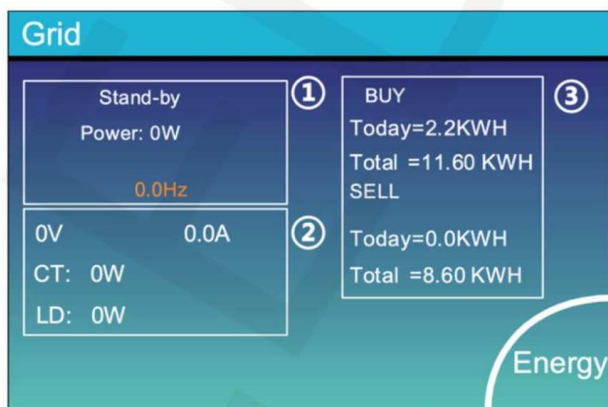 Grid
Stand-by
Power: 0W
0.0Hz
①
0V 0.0A
CT: 0W
LD: 0W
②
BUY
Today=2.2KWH
Total =11.60 KWH
SELL
Today=0.0KWH
Total =8.60 KWH
③
Energy